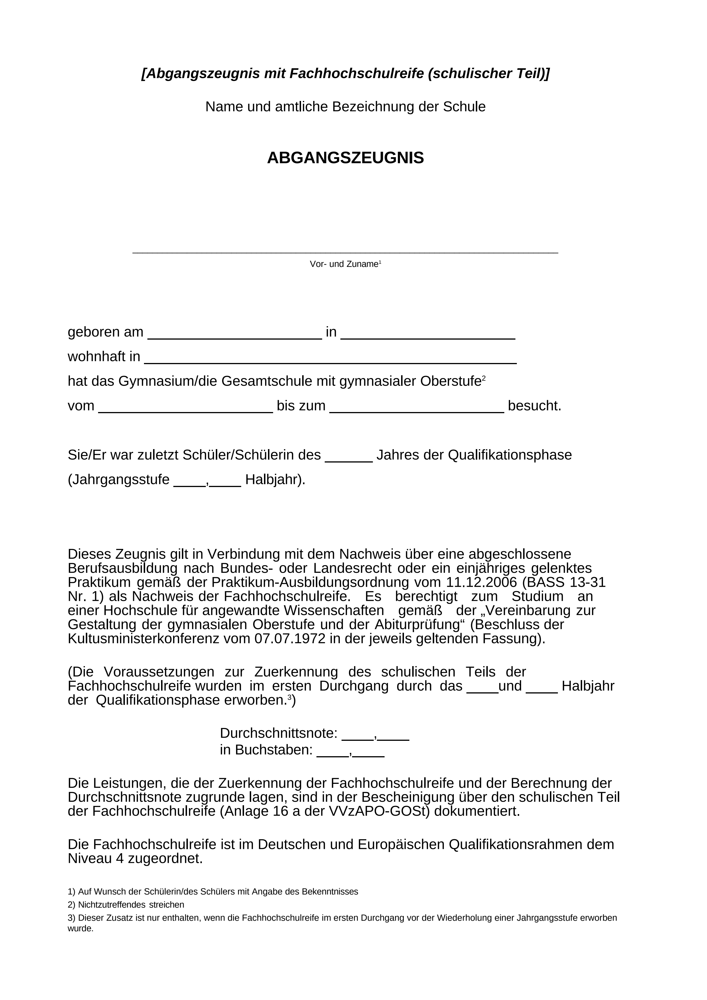 [Abgangszeugnis mit Fachhochschulreife (schulischer Teil)]
Name und amtliche Bezeichnung der Schule
ABGANGSZEUGNIS
Vor- und Zuname¹
geboren am ______________________ in ______________________
wohnhaft in _______________________________________________
hat das Gymnasium/die Gesamtschule mit gymnasialer Oberstufe²
vom ______________________ bis zum ______________________ besucht.
Sie/Er war zuletzt Schüler/Schülerin des ______ Jahres der Qualifikationsphase
(Jahrgangsstufe ____,____ Halbjahr).
Dieses Zeugnis gilt in Verbindung mit dem Nachweis über eine abgeschlossene
Berufsausbildung nach Bundes- oder Landesrecht oder ein einjähriges gelenktes
Praktikum gemäß der Praktikum-Ausbildungsordnung vom 11.12.2006 (BASS 13-31
Nr. 1) als Nachweis der Fachhochschulreife. Es berechtigt zum Studium an
einer Hochschule für angewandte Wissenschaften gemäß der „Vereinbarung zur
Gestaltung der gymnasialen Oberstufe und der Abiturprüfung“ (Beschluss der
Kultusministerkonferenz vom 07.07.1972 in der jeweils geltenden Fassung).
(Die Voraussetzungen zur Zuerkennung des schulischen Teils der
Fachhochschulreife wurden im ersten Durchgang durch das ____und ____ Halbjahr
der Qualifikationsphase erworben.³)
Durchschnittsnote: ____,____
in Buchstaben: ____,____
Die Leistungen, die der Zuerkennung der Fachhochschulreife und der Berechnung der
Durchschnittsnote zugrunde lagen, sind in der Bescheinigung über den schulischen Teil
der Fachhochschulreife (Anlage 16 a der VVzAPO-GOSt) dokumentiert.
Die Fachhochschulreife ist im Deutschen und Europäischen Qualifikationsrahmen dem
Niveau 4 zugeordnet.
1) Auf Wunsch der Schülerin/des Schülers mit Angabe des Bekenntnisses
2) Nichtzutreffendes streichen
3) Dieser Zusatz ist nur enthalten, wenn die Fachhochschulreife im ersten Durchgang vor der Wiederholung einer Jahrgangsstufe erworben
wurde.